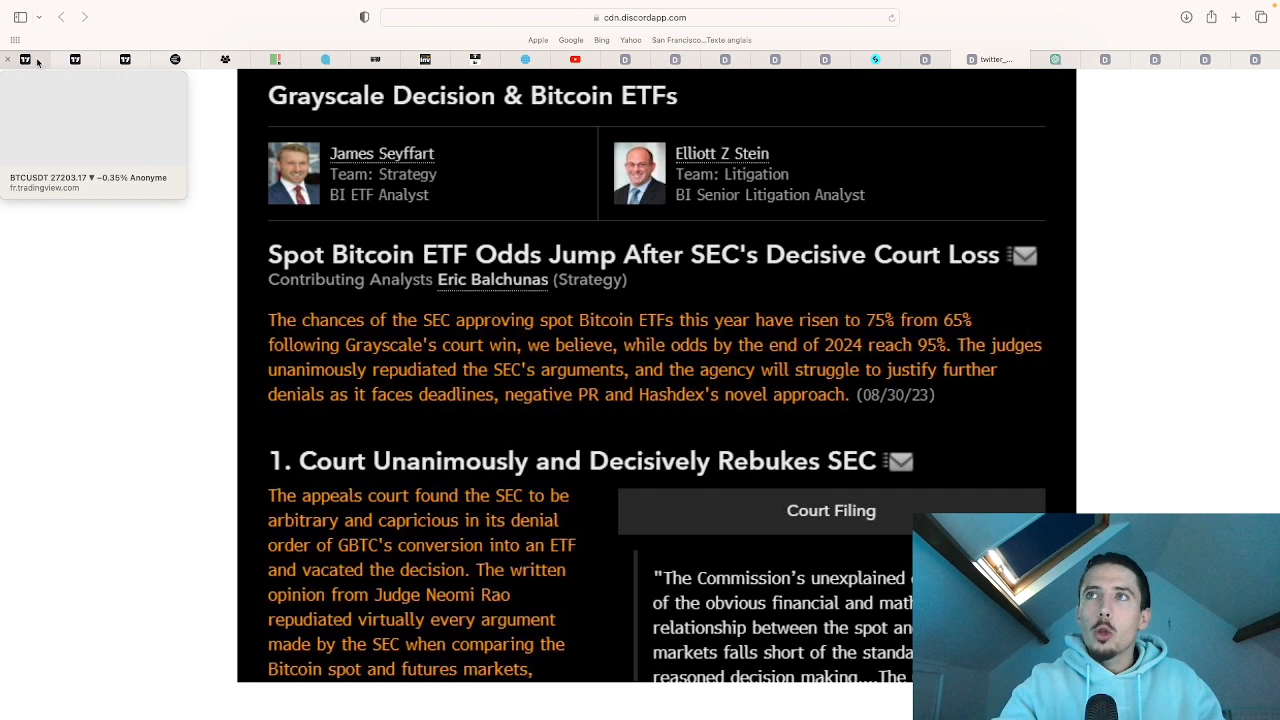 cdn.discordapp.com
Apple Google Bing Yahoo San Francisco...Texte anglais
twitter_...
BTCUSDT 27203.17 ▼ −0.35% Anonyme
fr.tradingview.com
Grayscale Decision & Bitcoin ETFs
James Seyffart
Team: Strategy
BI ETF Analyst
Elliott Z Stein
Team: Litigation
BI Senior Litigation Analyst
Spot Bitcoin ETF Odds Jump After SEC's Decisive Court Loss
Contributing Analysts Eric Balchunas (Strategy)
The chances of the SEC approving spot Bitcoin ETFs this year have risen to 75% from 65%
following Grayscale's court win, we believe, while odds by the end of 2024 reach 95%. The judges
unanimously repudiated the SEC's arguments, and the agency will struggle to justify further
denials as it faces deadlines, negative PR and Hashdex's novel approach. (08/30/23)
1. Court Unanimously and Decisively Rebukes SEC
The appeals court found the SEC to be
arbitrary and capricious in its denial
order of GBTC's conversion into an ETF
and vacated the decision. The written
opinion from Judge Neomi Rao
repudiated virtually every argument
made by the SEC when comparing the
Bitcoin spot and futures markets,
Court Filing
"The Commission's unexplained
of the obvious financial and
relationship between the spot
markets falls short of the
reasoned decision making....The